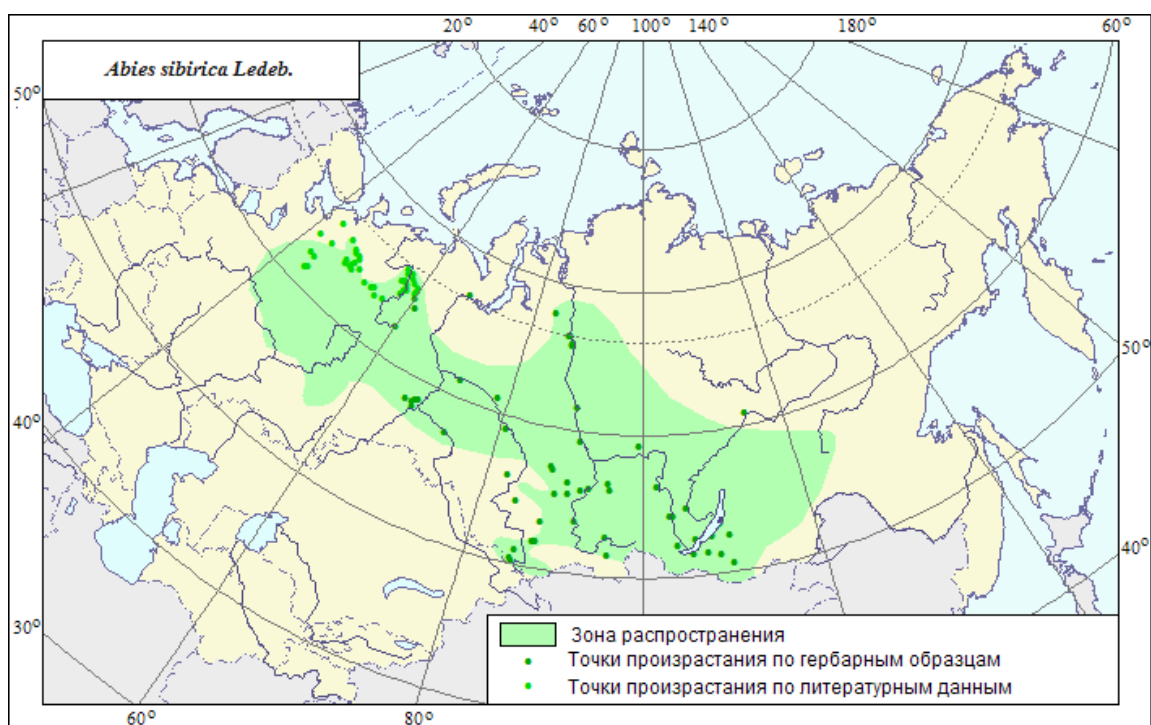 20° 40° 60° 100° 140° 180° 60°
Abies sibirica Ledeb.
50°
50°
40°
40°
30°
Зона распространения
Точки произрастания по гербарным образцам
Точки произрастания по литературным данным
60° 80°